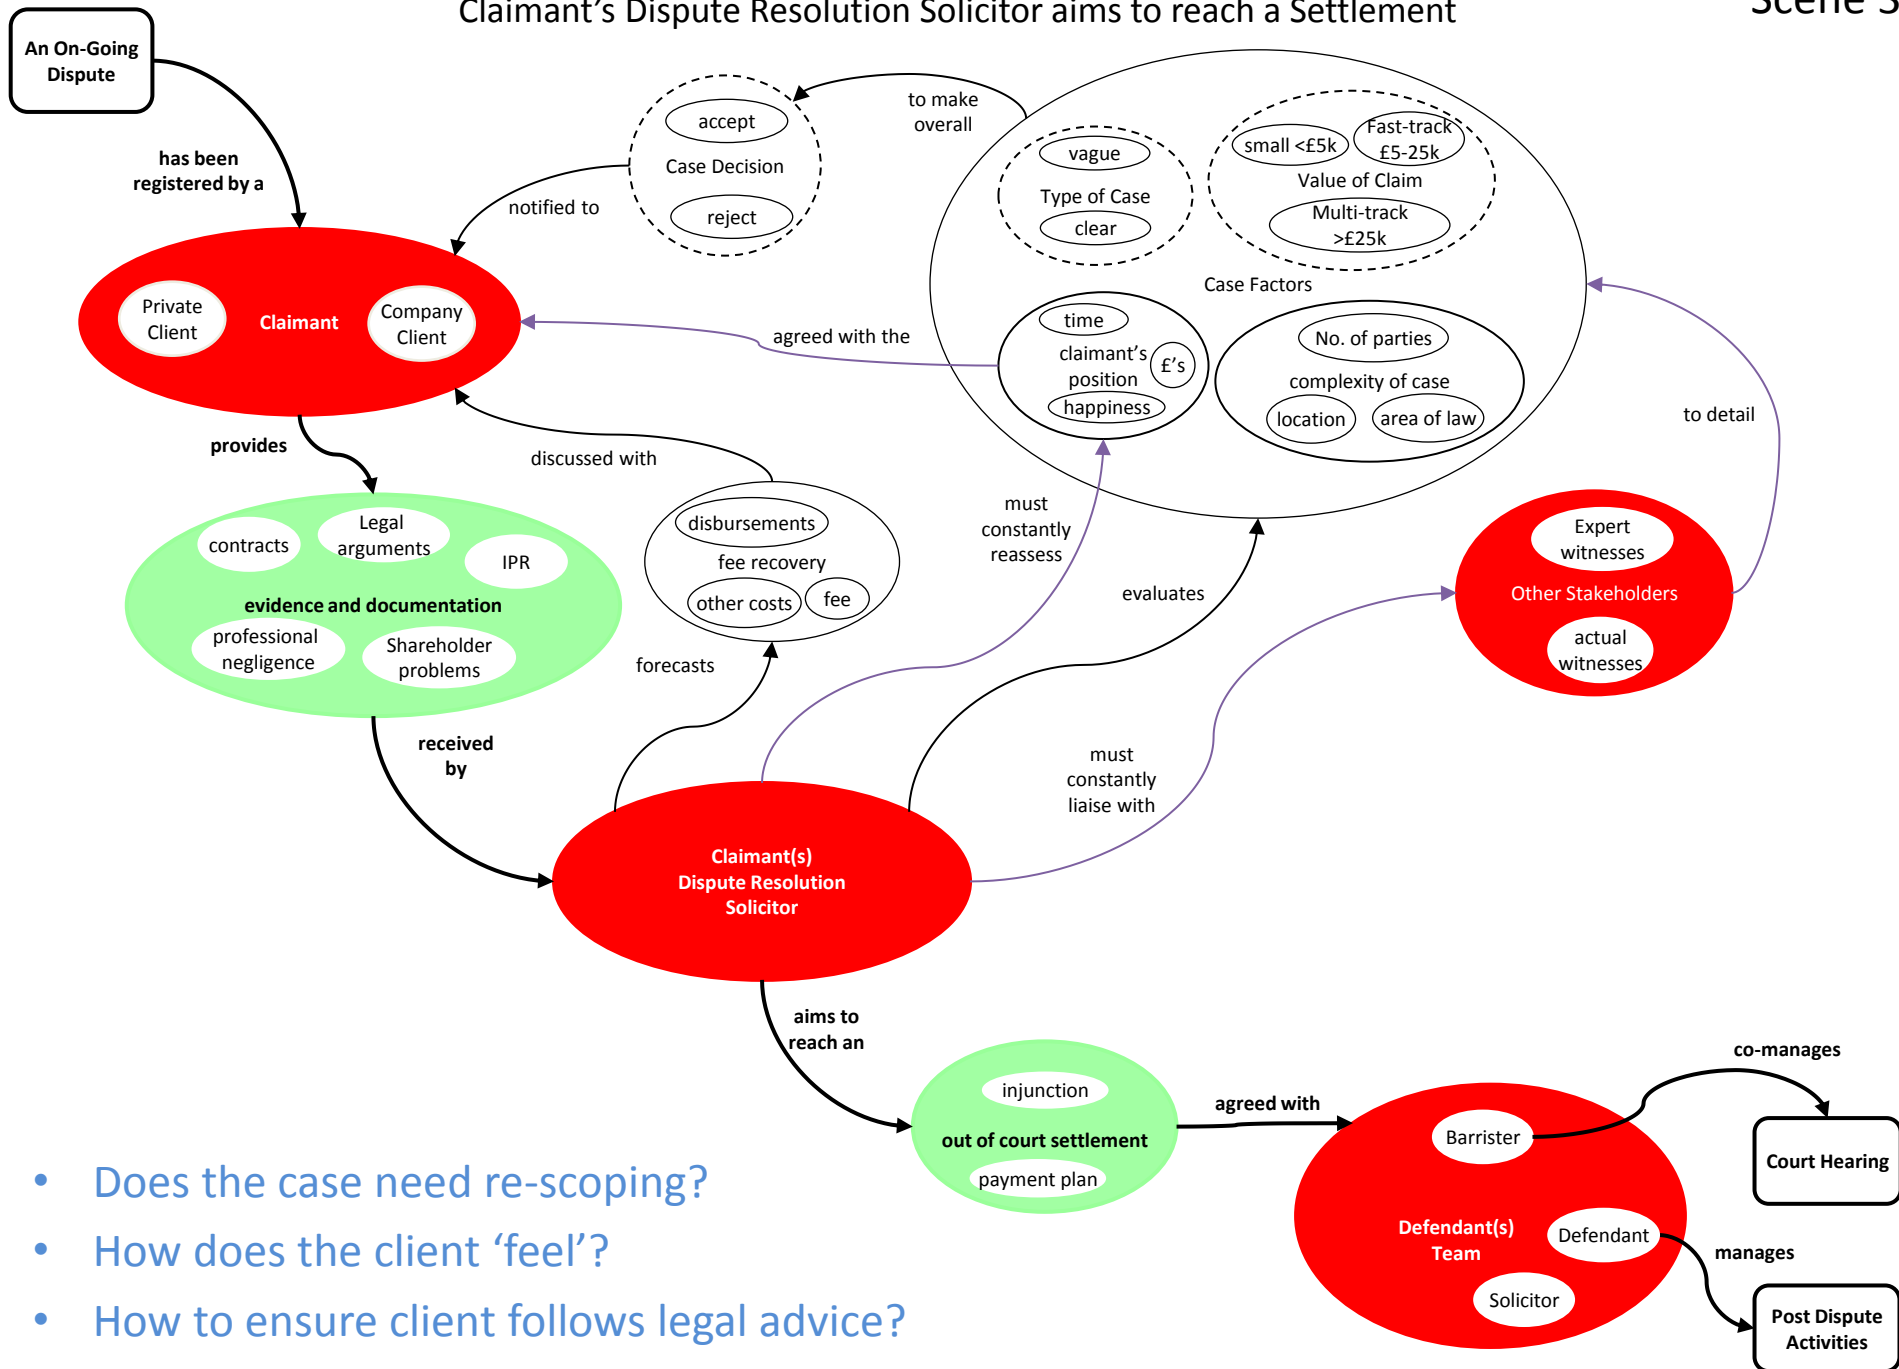 Claimant's Dispute Resolution Solicitor aims to reach a Settlement
Scene 3
An On-Going
Dispute
has been
registered by a
accept
Case Decision
reject
notified to
to make
overall
vague
Type of Case
clear
small <£5k
Fast-track
£5-25k
Value of Claim
Multi-track
>£25k
Case Factors
Private
Client
Claimant
Company
Client
agreed with the
time
claimant's
position
£'s
happiness
No. of parties
complexity of case
location
area of law
to detail
provides
discussed with
contracts
Legal
arguments
IPR
evidence and documentation
professional
negligence
Shareholder
problems
disbursements
fee recovery
other costs
fee
must
constantly
reassess
evaluates
Expert
witnesses
Other Stakeholders
actual
witnesses
forecasts
received
by
must
constantly
liaise with
Claimant(s)
Dispute Resolution
Solicitor
aims to
reach an
injunction
out of court settlement
payment plan
agreed with
co-manages
Barrister
Court Hearing
Defendant(s)
Team
Defendant
Solicitor
manages
Post Dispute
Activities
• Does the case need re-scoping?
• How does the client ‘feel’?
• How to ensure client follows legal advice?